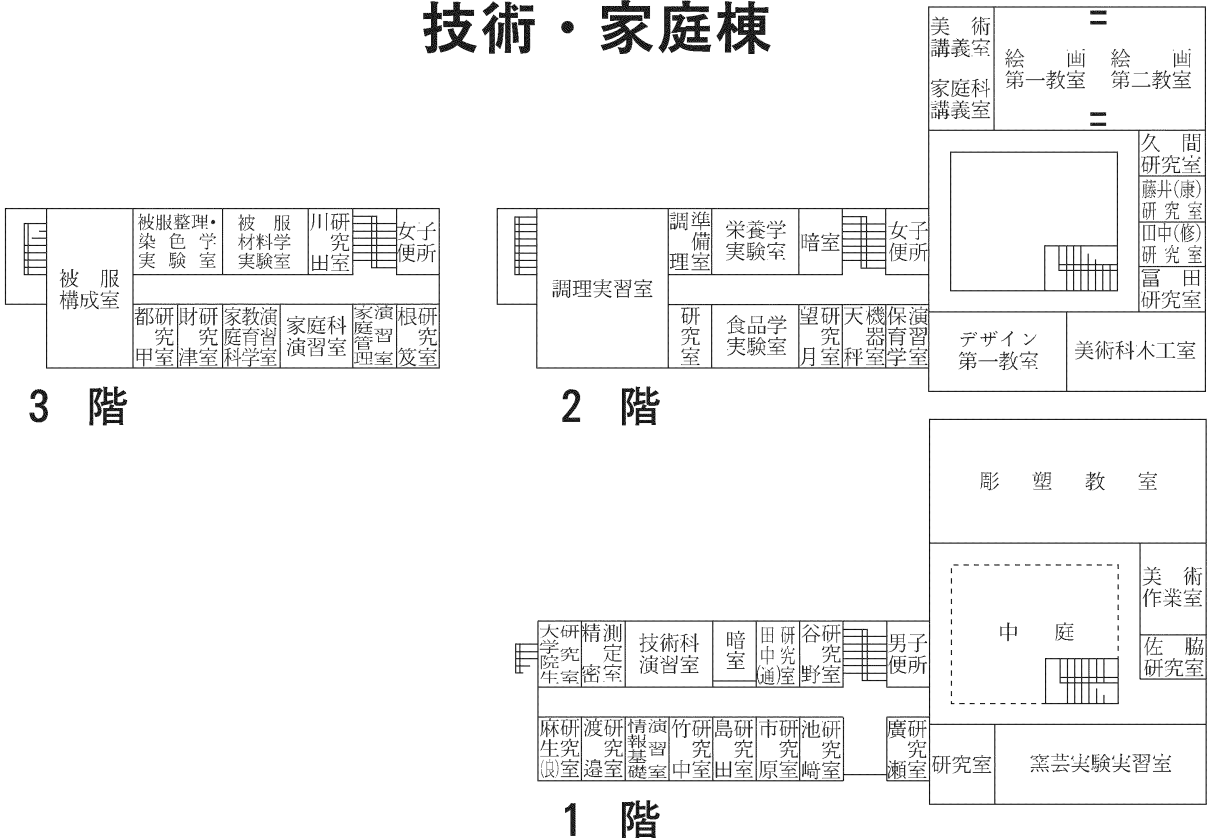 技術・家庭棟
美術
講義室
家庭科
講義室
絵画
第一教室
絵画
第二教室
久間
研究室
藤井(康)
研究室
田中(修)
研究室
冨田
研究室
デザイン
第一教室
美術科木工室
被服
構成室
被服整理・
染色学
実験室
被服
材料学
実験室
川田
研究室
女子
便所
都甲
研究室
財津
研究室
家庭科教育学
演習室
家庭科
演習室
家庭管理
演習室
根笈
研究室
3階
調理実習室
調理
準備室
栄養学
実験室
暗室
女子
便所
研究室
食品学
実験室
望月
研究室
天秤
機器室
保育学
演習室
2階
彫塑教室
中庭
美術
作業室
佐脇
研究室
研究室
窯芸実験実習室
大学院生
研究室
精密
測定室
技術科
演習室
暗室
田中(通)
研究室
谷野
研究室
男子
便所
麻生(良)
研究室
渡邉
研究室
情報基礎
演習室
竹中
研究室
島田
研究室
市原
研究室
池﨑
研究室
廣瀬
研究室
1階